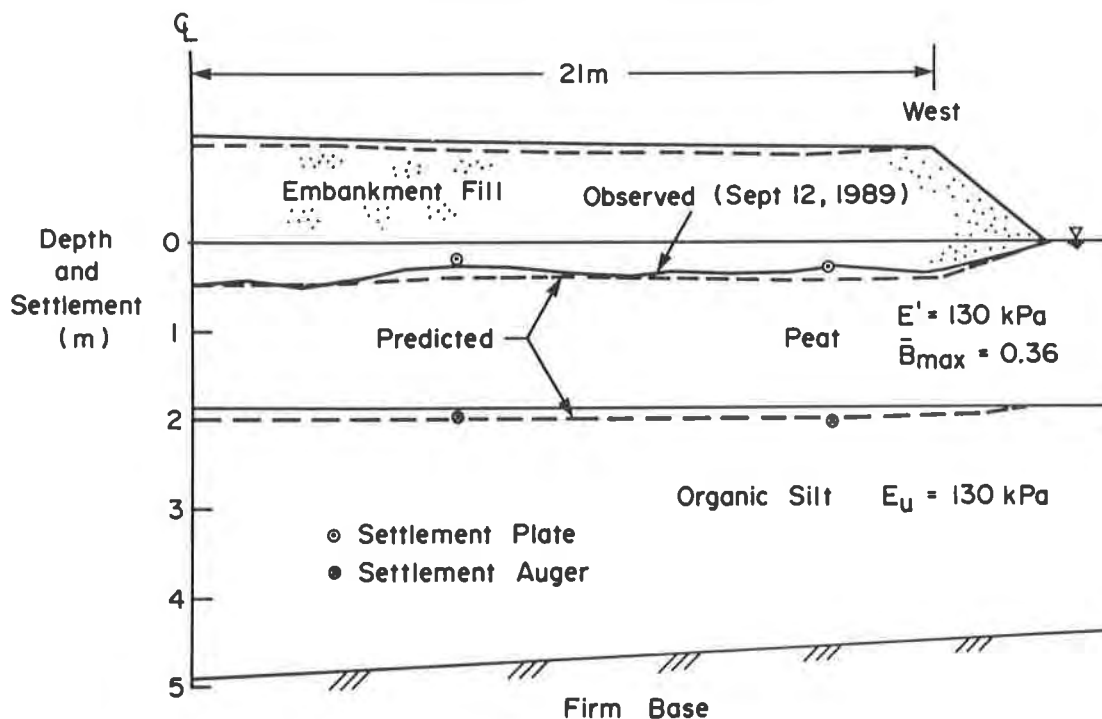 ℄
21m
West
Embankment Fill
Observed (Sept 12, 1989)
Depth
and
Settlement
(m)
0
1
2
3
4
5
Predicted
Peat
E' = 130 kPa
B̄max = 0.36
Organic Silt
Eu = 130 kPa
Settlement Plate
Settlement Auger
Firm Base